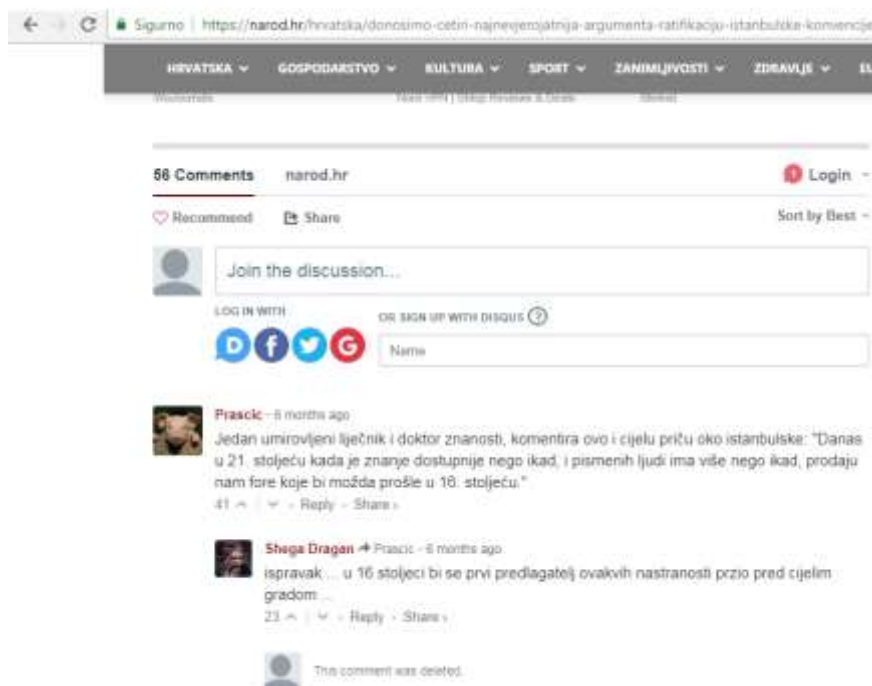 Sigurno https://narod.hr/hrvatska/donosimo-cetiri-najnevjerojatnija-argumenta-ratifikaciju-istanbulske-konvencije
HRVATSKA GOSPODARSTVO KULTURA SPORT ZANIMLJIVOSTI ZDRAVLJE EU
56 Comments narod.hr 1 Login
Recommend Share Sort by Best
Join the discussion...
LOG IN WITH OR SIGN UP WITH DISQUS ?
D f G
Name
Prascic - 6 months ago
Jedan umirovljeni liječnik i doktor znanosti, komentira ovo i cijelu priču oko istanbulske: "Danas
u 21. stoljeću kada je znanje dostupnije nego ikad, i pismenih ljudi ima više nego ikad, prodaju
nam fore koje bi možda prošle u 16. stoljeću."
41 - Reply - Share ›
Shega Dragan Prascic - 6 months ago
ispravak ... u 16 stoljeci bi se prvi predlagatelj ovakvih nastranosti przio pred cijelim
gradom ...
23 - Reply - Share ›
This comment was deleted.